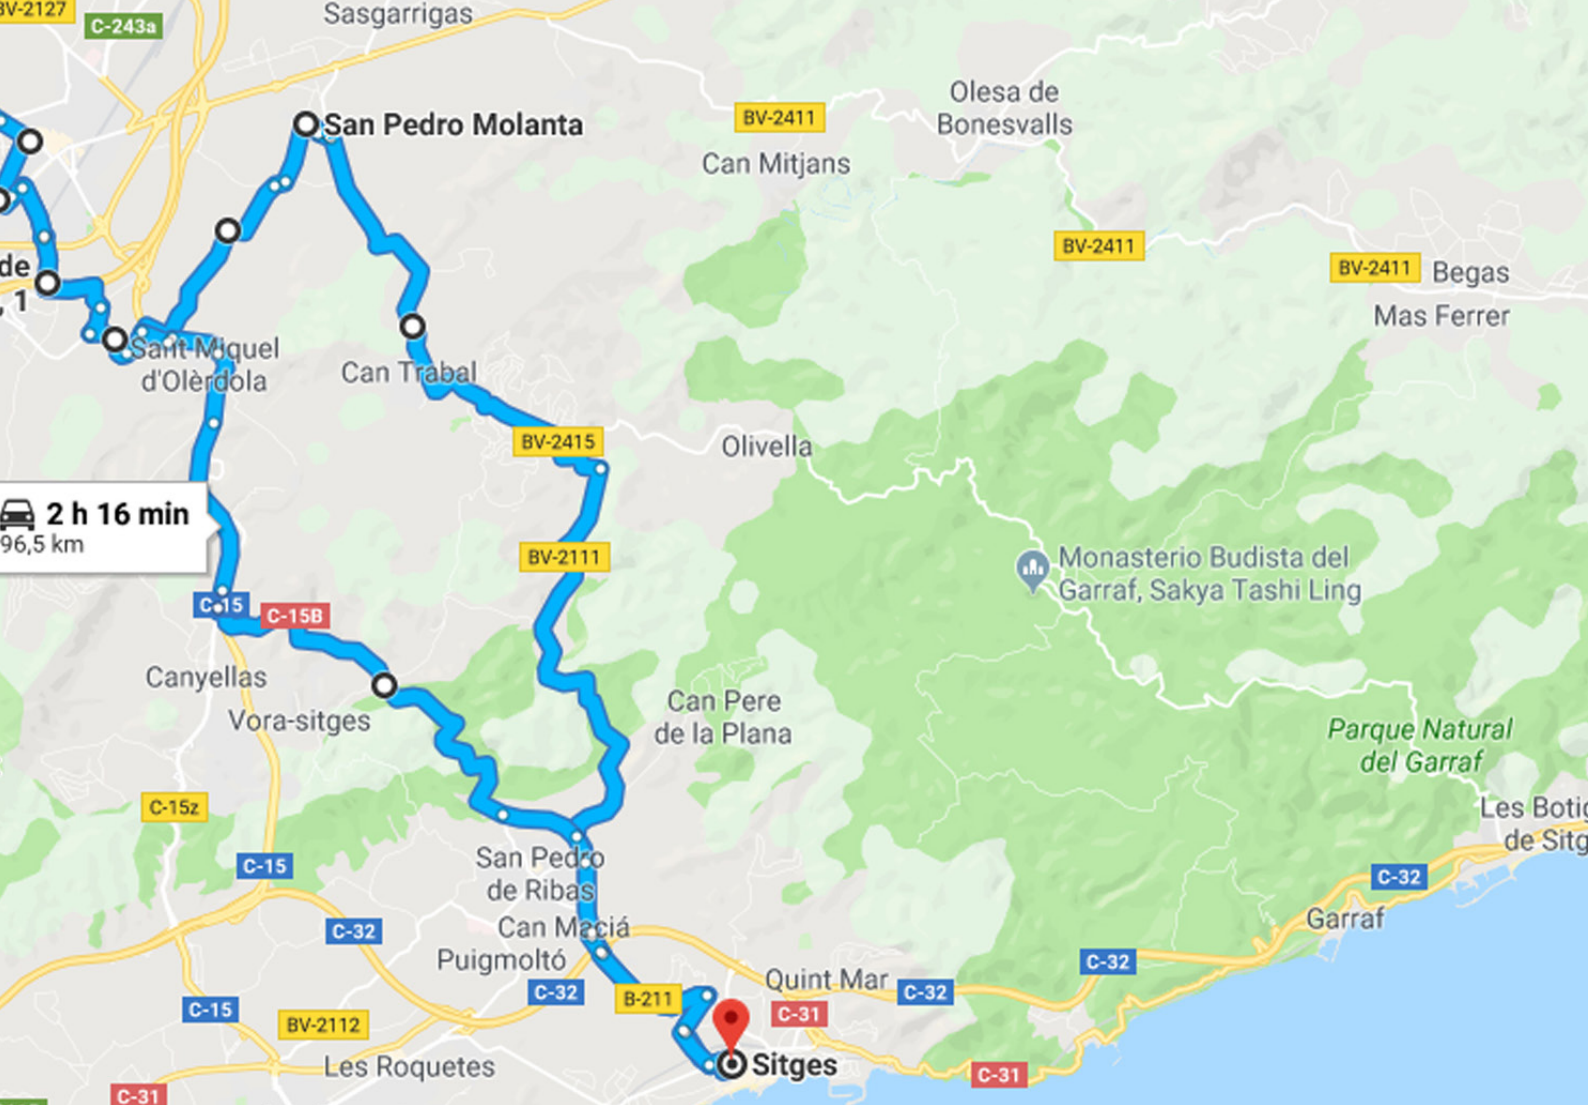 BV-2127
C-243a
Sasgarrigas
San Pedro Molanta
BV-2411
Olesa de
Bonesvalls
Can Mitjans
BV-2411
BV-2411
Begas
Mas Ferrer
de
, 1
Sant Miquel
d'Olèrdola
Can Trabal
BV-2415
Olivella
2 h 16 min
96,5 km
BV-2111
Monasterio Budista del
Garraf, Sakya Tashi Ling
C-15
C-15B
Canyellas
Vora-sitges
Can Pere
de la Plana
Parque Natural
del Garraf
C-15z
Les Botig
de Sitg
C-15
San Pedro
de Ribas
C-32
Garraf
Can Maciá
C-32
Puigmoltó
C-32
Quint Mar
C-32
C-32
B-211
C-15
BV-2112
C-31
Les Roquetes
Sitges
C-31
C-31